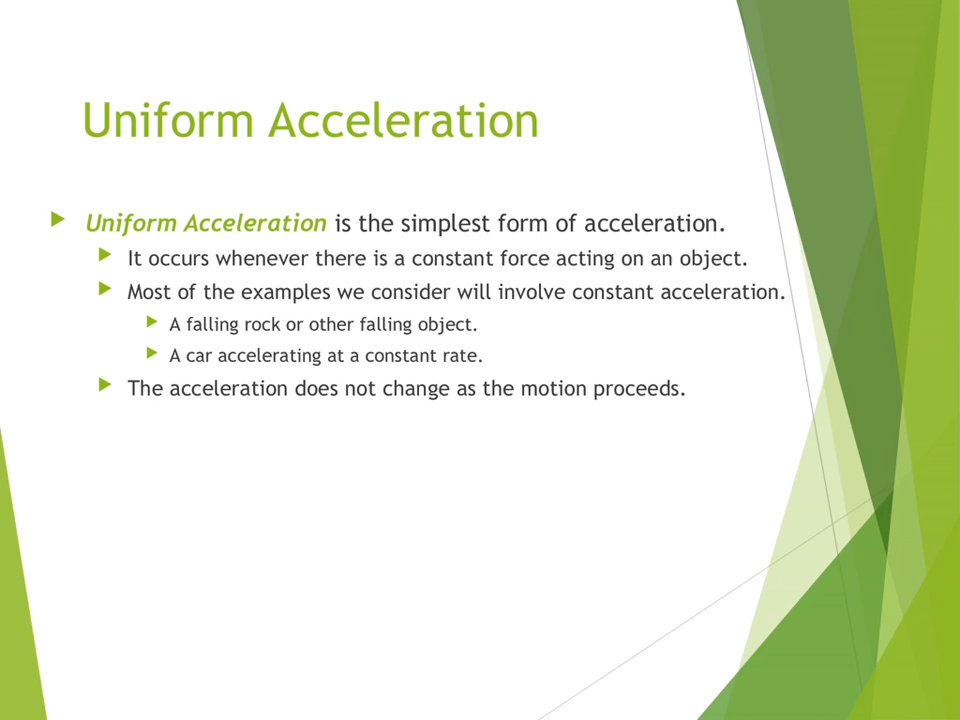 Uniform Acceleration
Uniform Acceleration is the simplest form of acceleration.
It occurs whenever there is a constant force acting on an object.
Most of the examples we consider will involve constant acceleration.
A falling rock or other falling object.
A car accelerating at a constant rate.
The acceleration does not change as the motion proceeds.